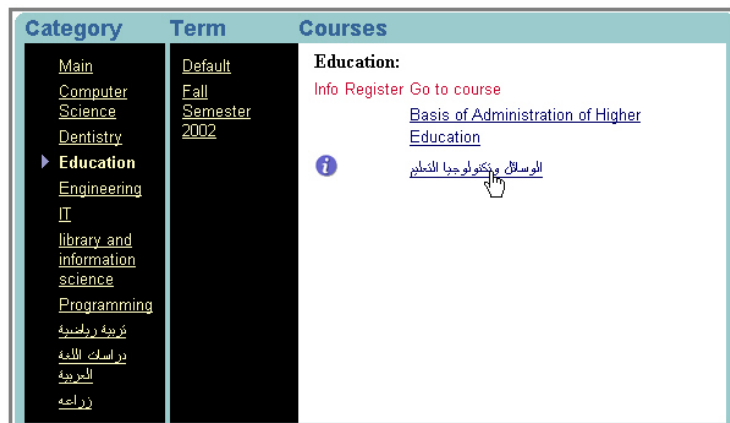 Category Term Courses
Main
Computer
Science
Dentistry
Education
Engineering
IT
library and
information
science
Programming
تربية رياضية
دراسات اللغة
العربية
زراعه
Default
Fall
Semester
2002
Education:
Info Register Go to course
Basis of Administration of Higher
Education
الوسائل وتكنولوجيا التعليم